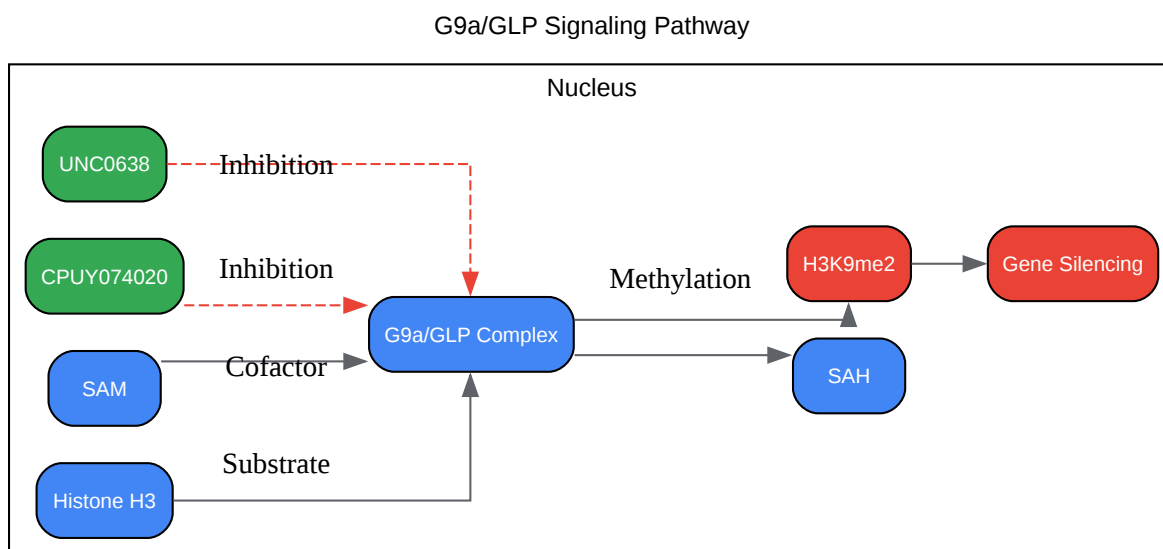 G9a/GLP Signaling Pathway
Nucleus
UNC0638
Inhibition
CPUY074020
Inhibition
SAM
Cofactor
Histone H3
Substrate
G9a/GLP Complex
Methylation
H3K9me2
Gene Silencing
SAH